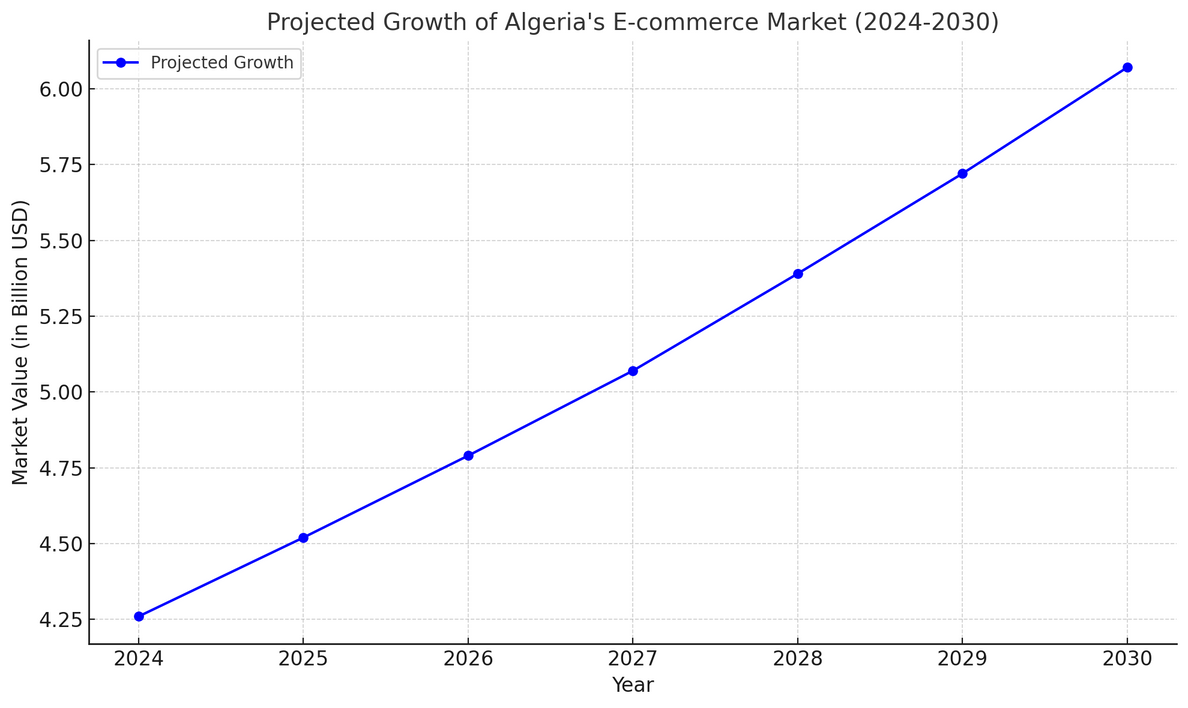 Projected Growth of Algeria's E-commerce Market (2024-2030)
Projected Growth
Market Value (in Billion USD)
6.00
5.75
5.50
5.25
5.00
4.75
4.50
4.25
2024 2025 2026 2027 2028 2029 2030
Year